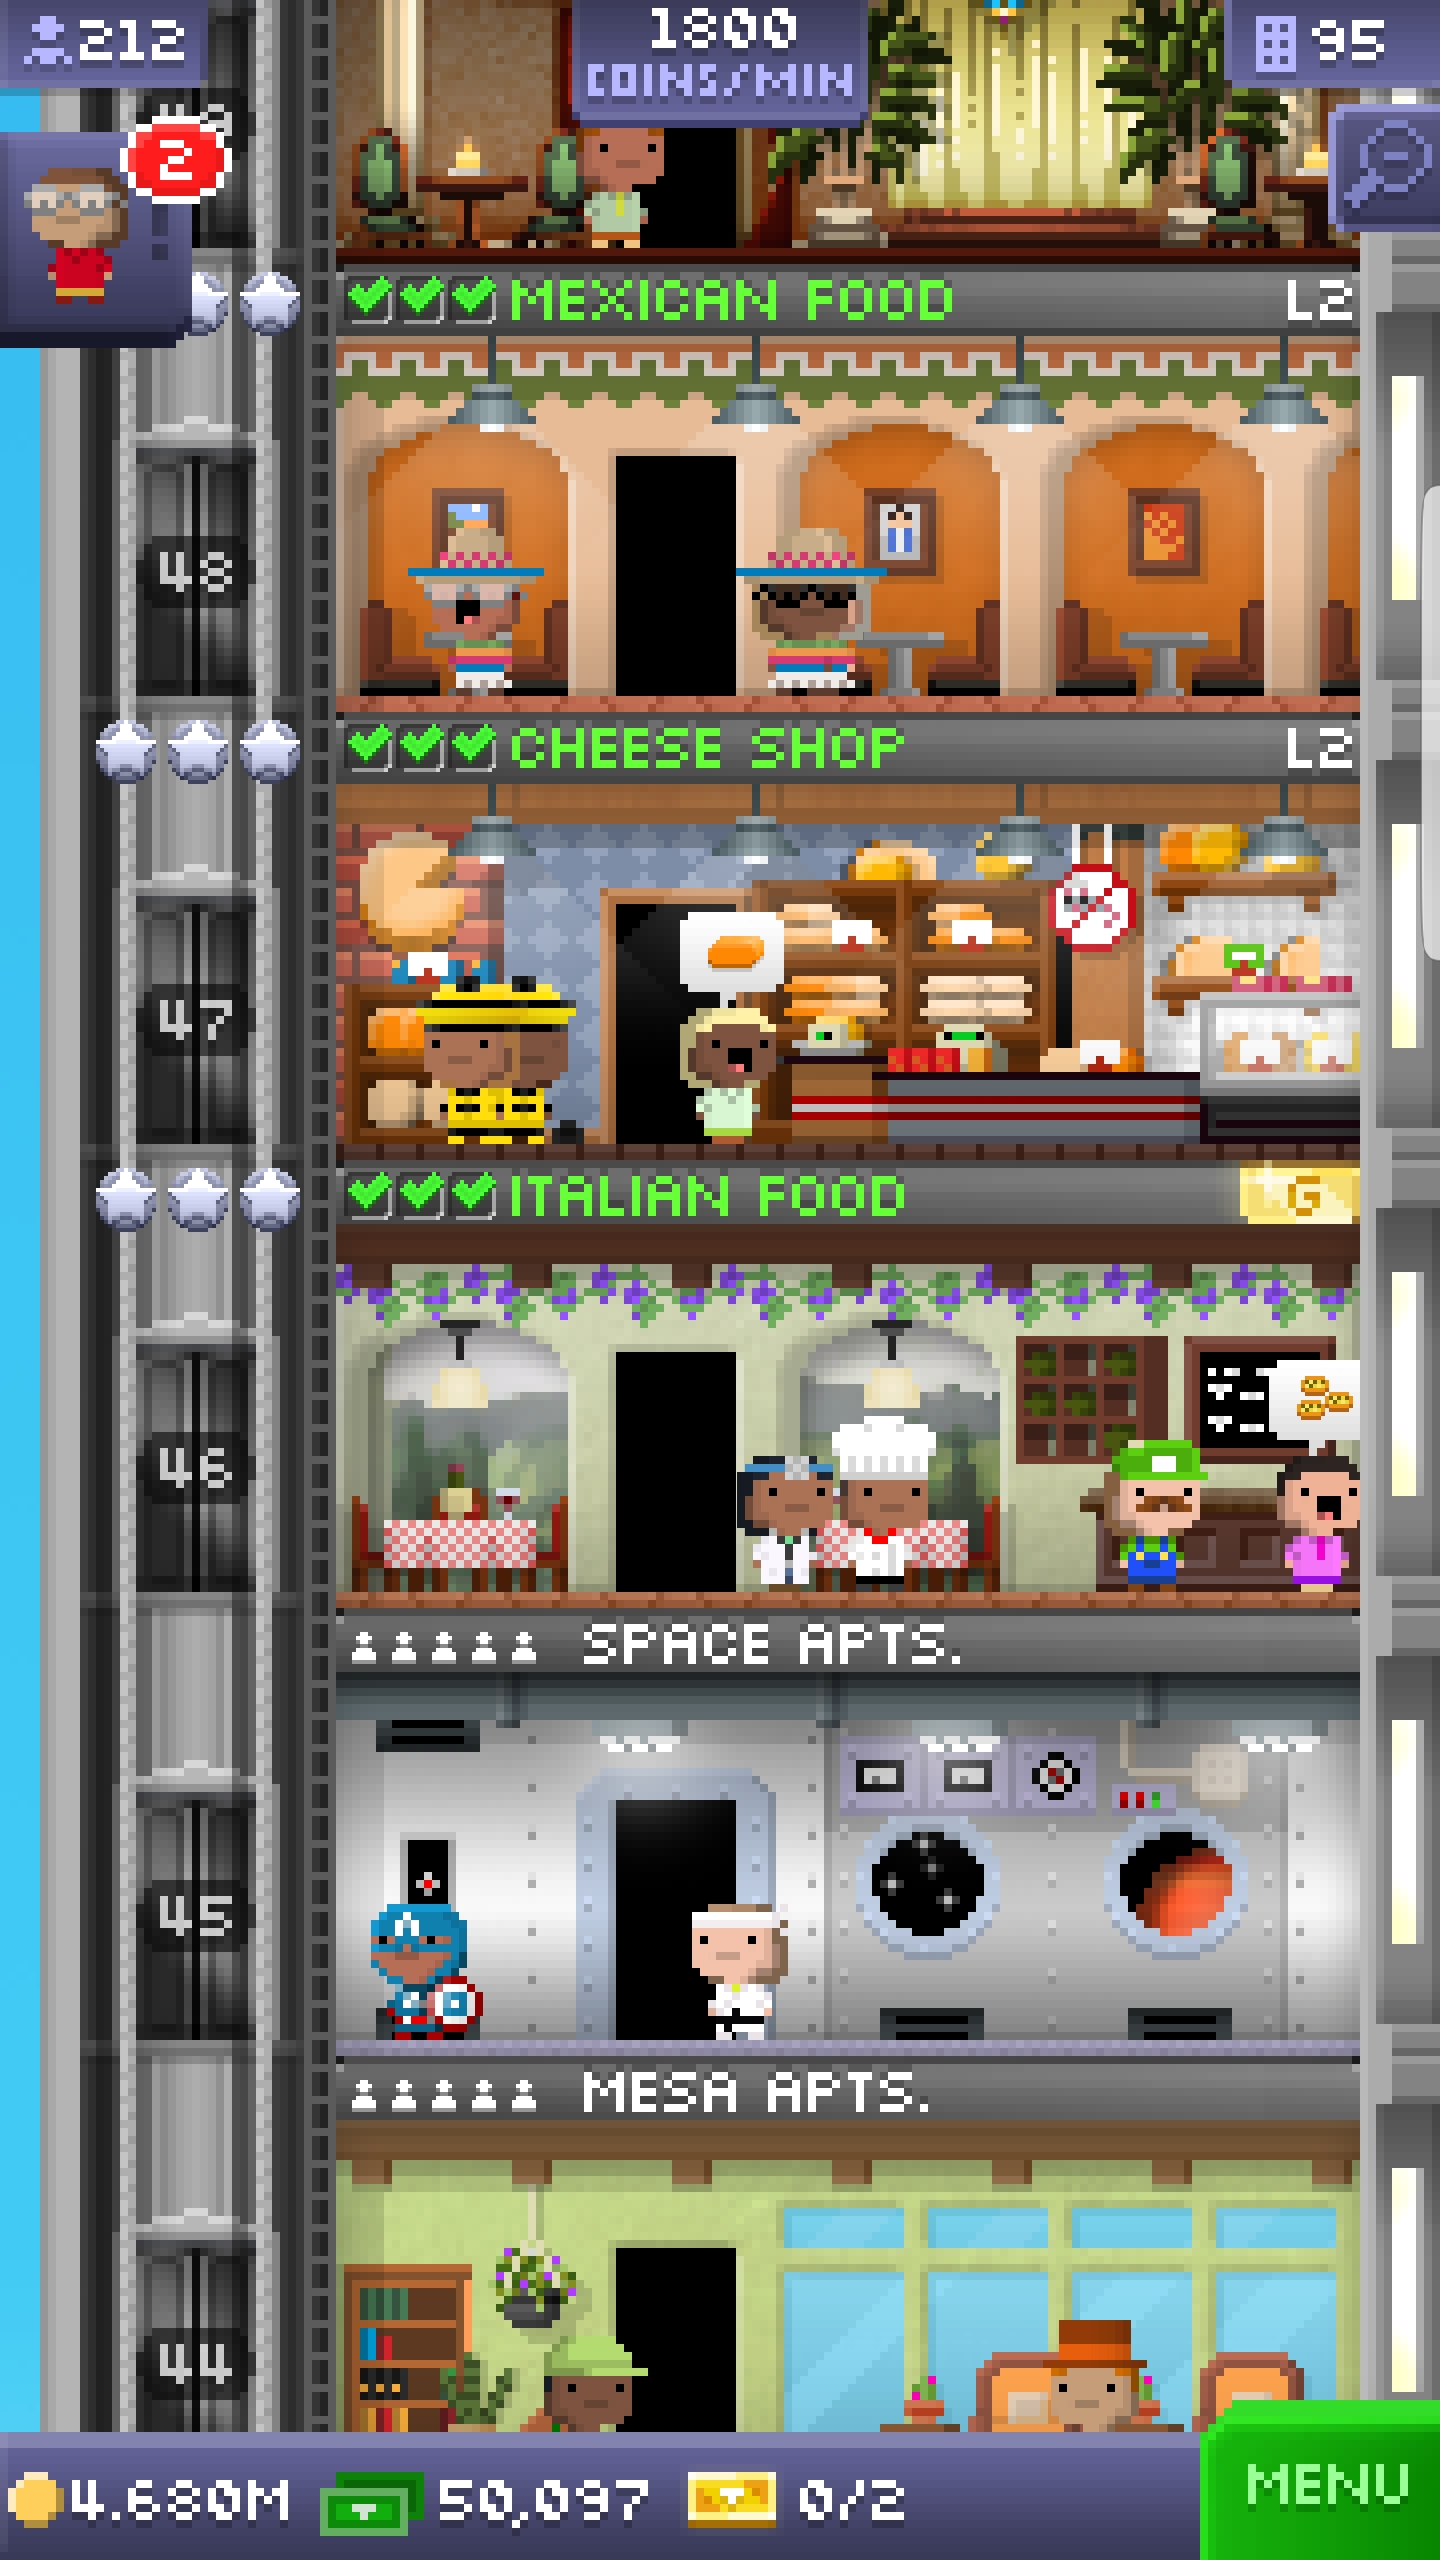 212
1800
COINS/MIN
95
2
MEXICAN FOOD L2
48
CHEESE SHOP L2
47
ITALIAN FOOD G
46
SPACE APTS.
45
A
MESA APTS.
44
4.680M 50,097 0/2
MENU